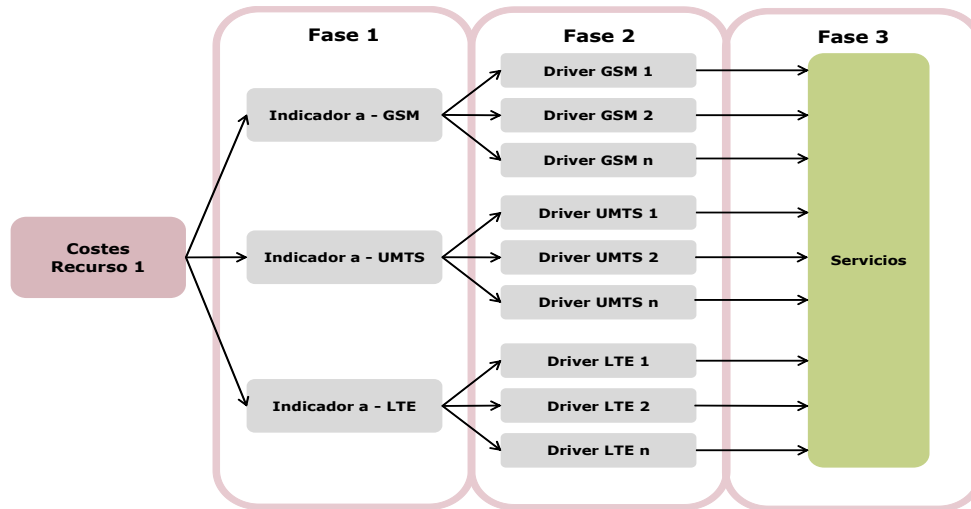 Fase 1
Fase 2
Fase 3
Costes
Recurso 1
Indicador a - GSM
Indicador a - UMTS
Indicador a - LTE
Driver GSM 1
Driver GSM 2
Driver GSM n
Driver UMTS 1
Driver UMTS 2
Driver UMTS n
Driver LTE 1
Driver LTE 2
Driver LTE n
Servicios